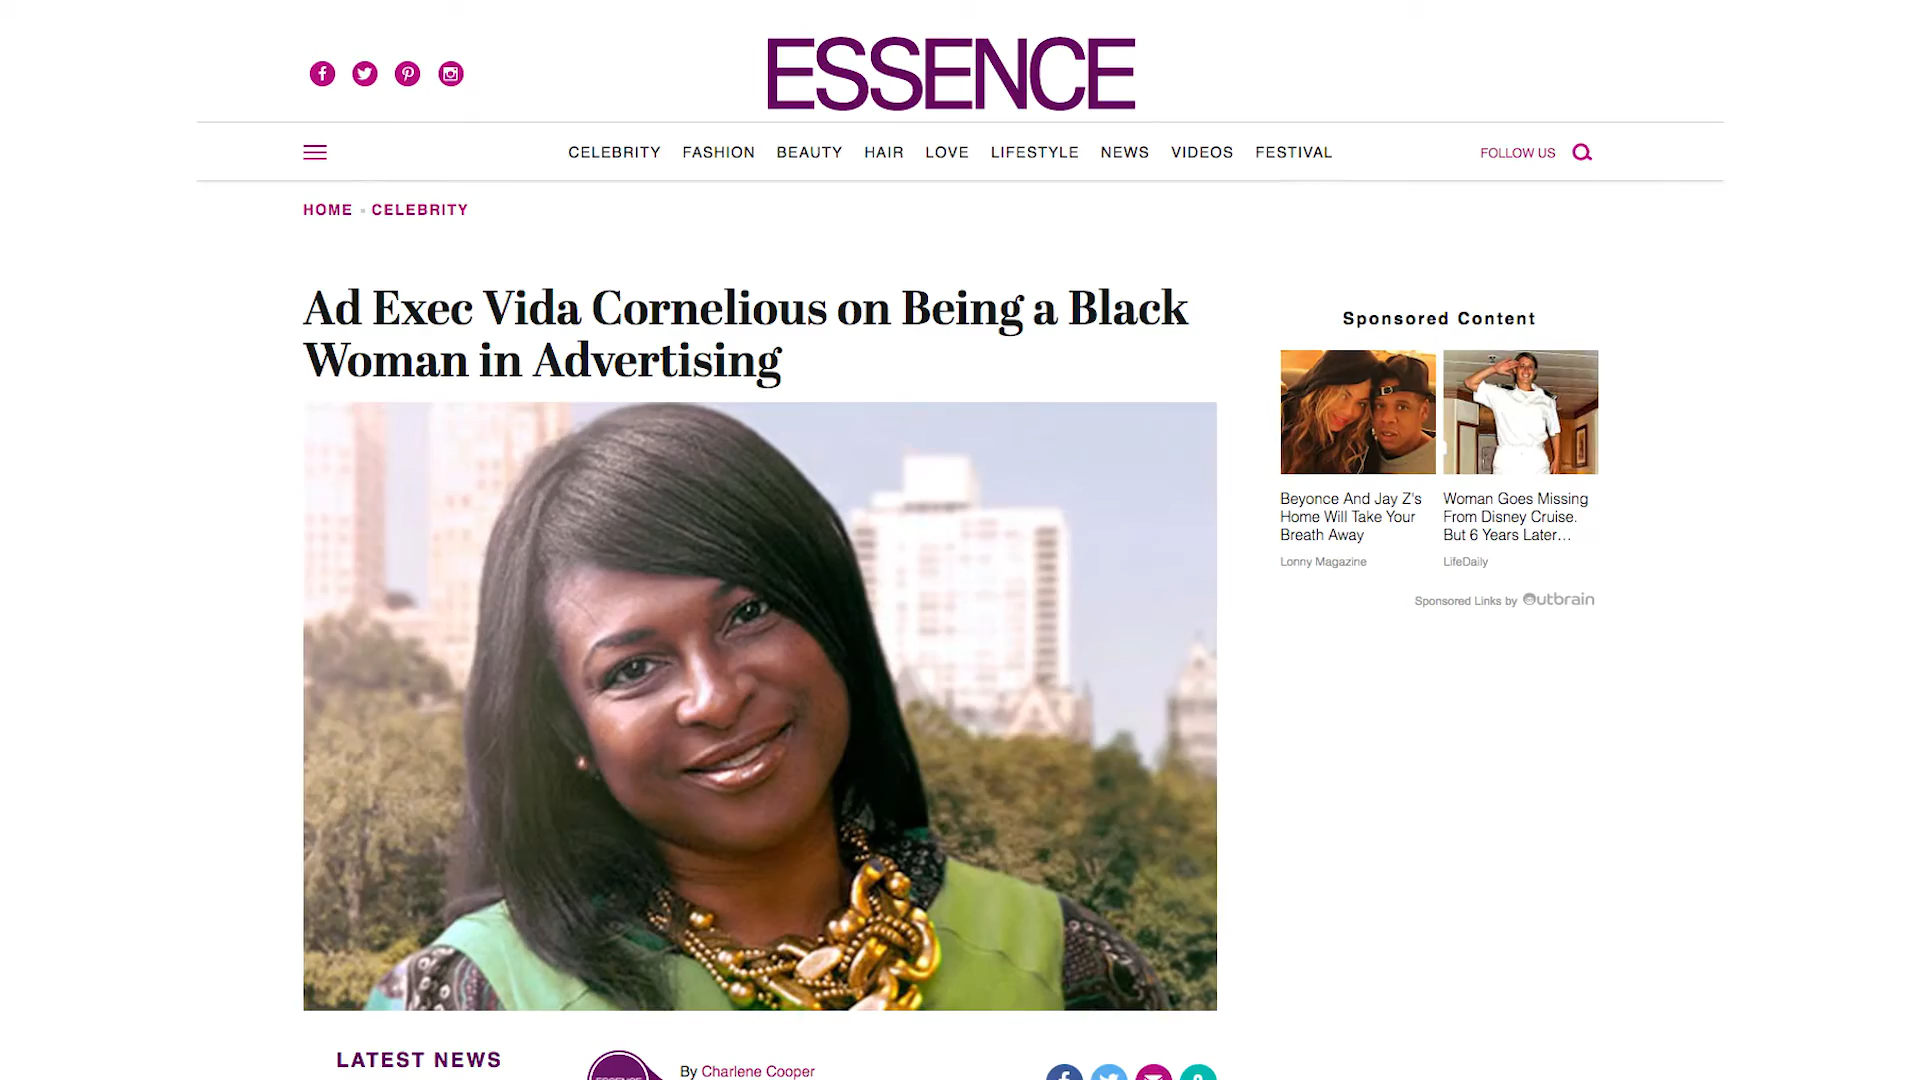 ESSENCE
CELEBRITY FASHION BEAUTY HAIR LOVE LIFESTYLE NEWS VIDEOS FESTIVAL
FOLLOW US
HOME CELEBRITY
Ad Exec Vida Cornelious on Being a Black
Woman in Advertising
Sponsored Content
Beyonce And Jay Z's
Home Will Take Your
Breath Away
Lonny Magazine
Woman Goes Missing
From Disney Cruise.
But 6 Years Later...
LifeDaily
Sponsored Links by Outbrain
LATEST NEWS
By Charlene Cooper